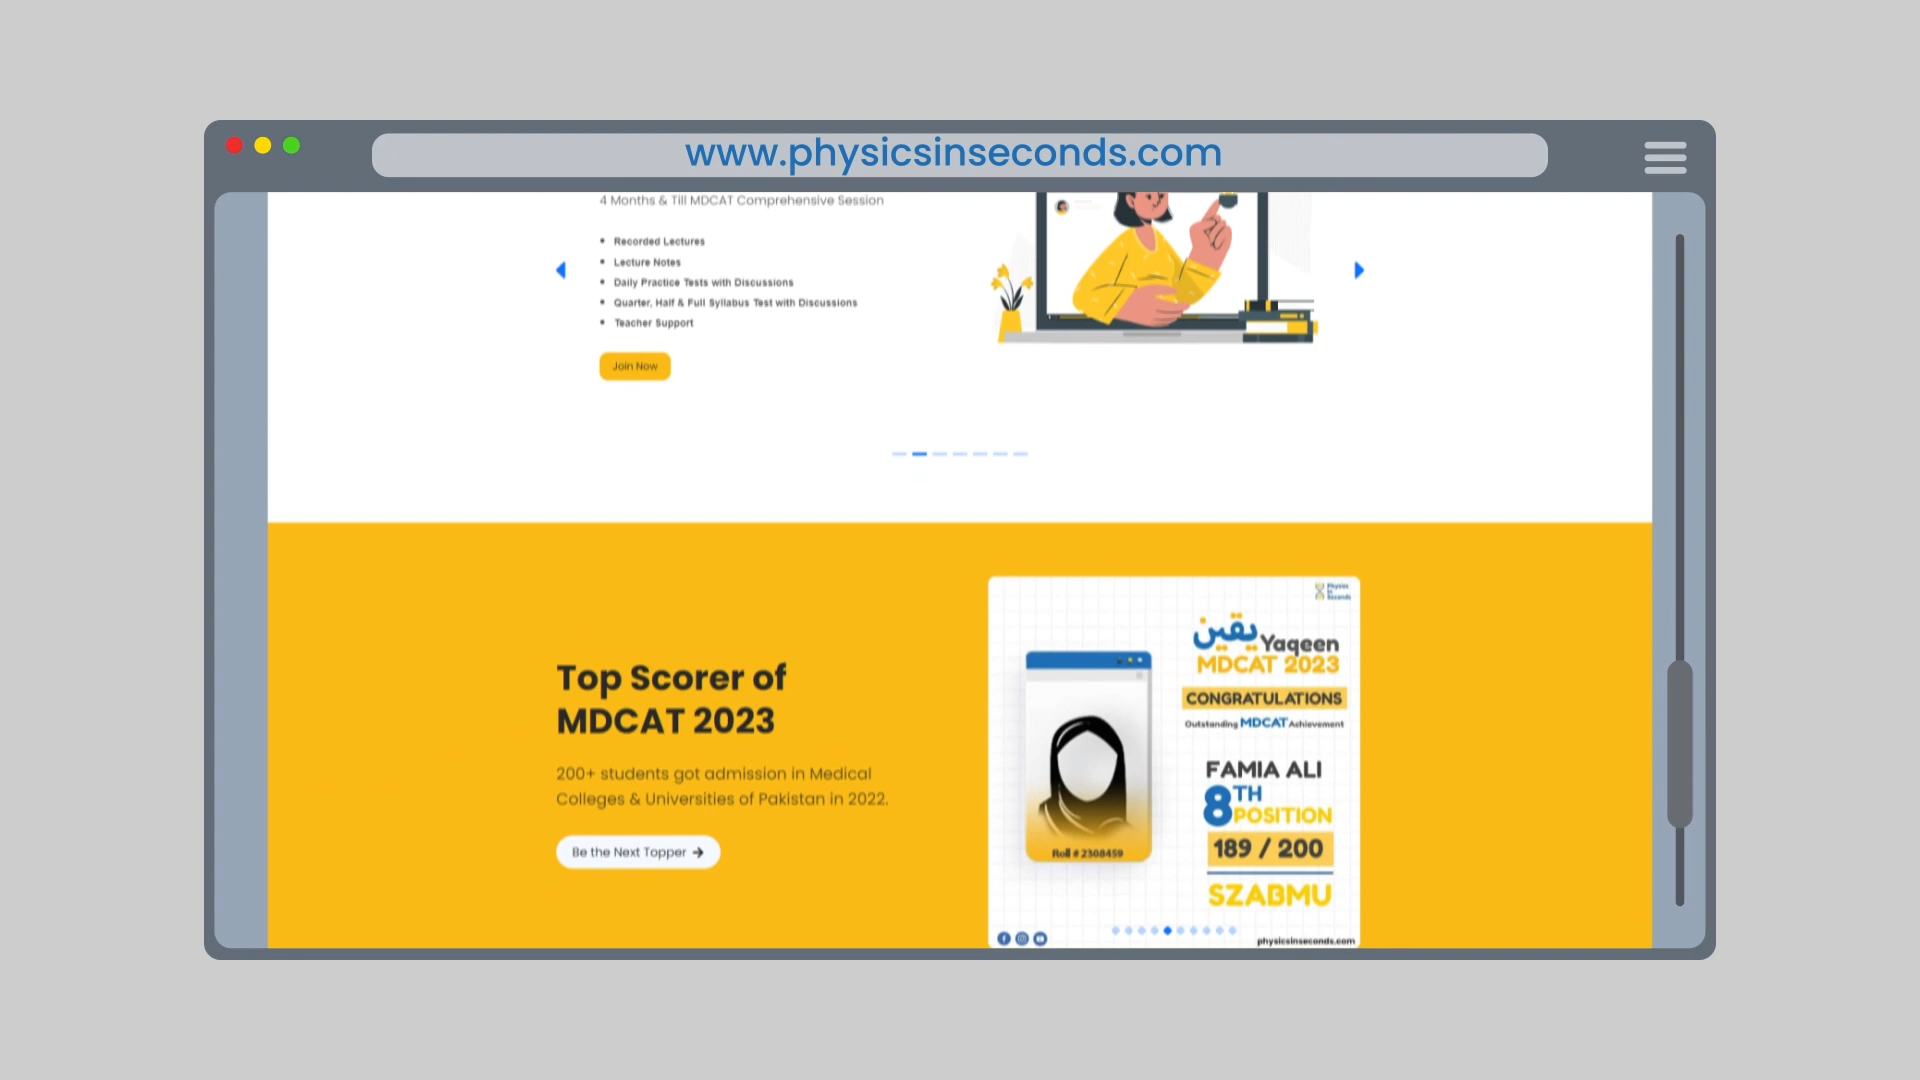 www.physicsinseconds.com
4 Months & Till MDCAT Comprehensive Session
Recorded Lectures
Lecture Notes
Daily Practice Tests with Discussions
Quarter, Half & Full Syllabus Test with Discussions
Teacher Support
Join Now
Top Scorer of
MDCAT 2023
200+ students got admission in Medical
Colleges & Universities of Pakistan in 2022.
Be the Next Topper →
Physics
in
Seconds
يقين Yaqeen
MDCAT 2023
CONGRATULATIONS
Outstanding MDCAT Achievement
FAMIA ALI
8TH
POSITION
189 / 200
SZABMU
Roll # 2308459
physicsinseconds.com